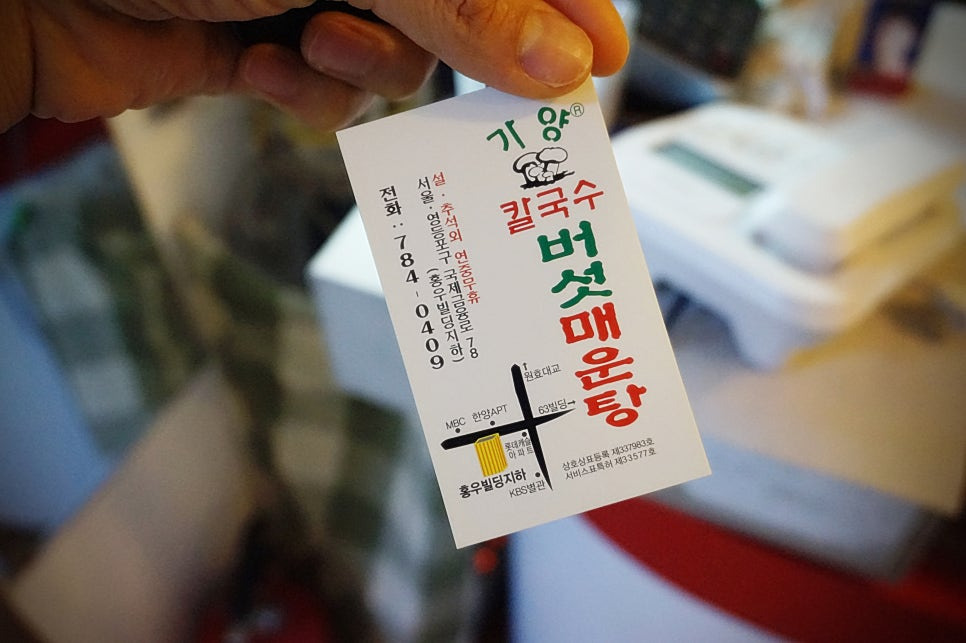 기양®
칼국수
버섯
매운탕
설·추석외 연중무휴
서울·영등포구 국제금융로 78
(홍우빌딩지하)
전화 : 784-0409
↑
원효대교
63빌딩→
MBC
한양APT
롯데캐슬
아파트
홍우빌딩지하
KBS별관
상호상표등록 제337983호
서비스표특허 제33577호